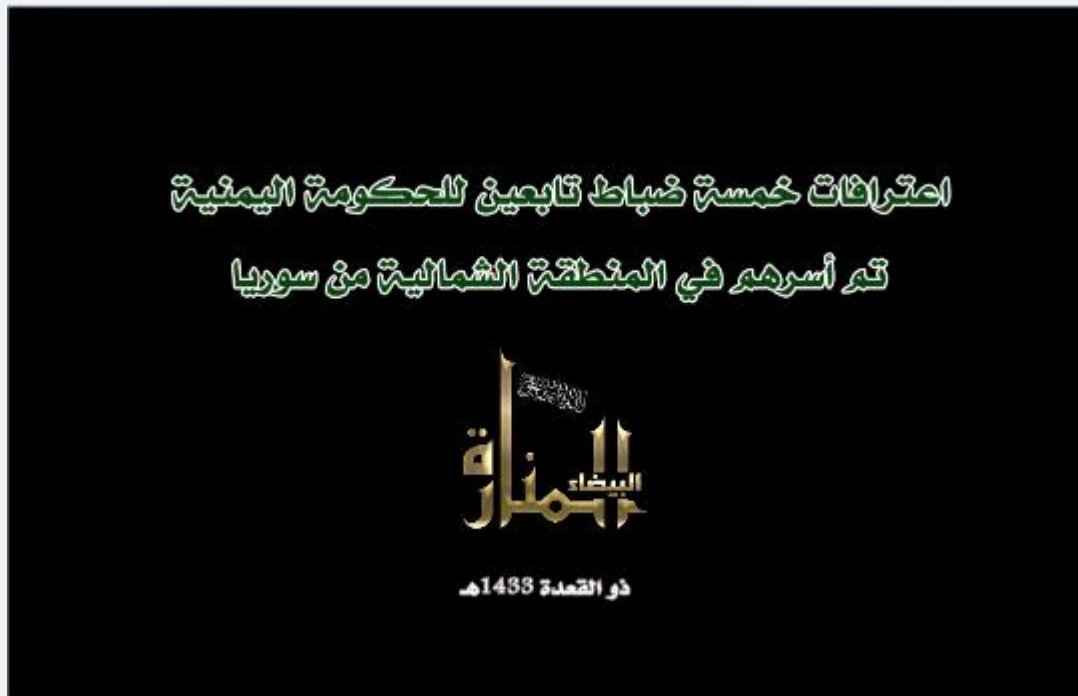 اعترافات خمسة ضباط تابعين للحكومة اليمنية
تم أسرهم في المنطقة الشمالية من سوريا
المنارة
البيضاء
ذو القعدة 1433هـ